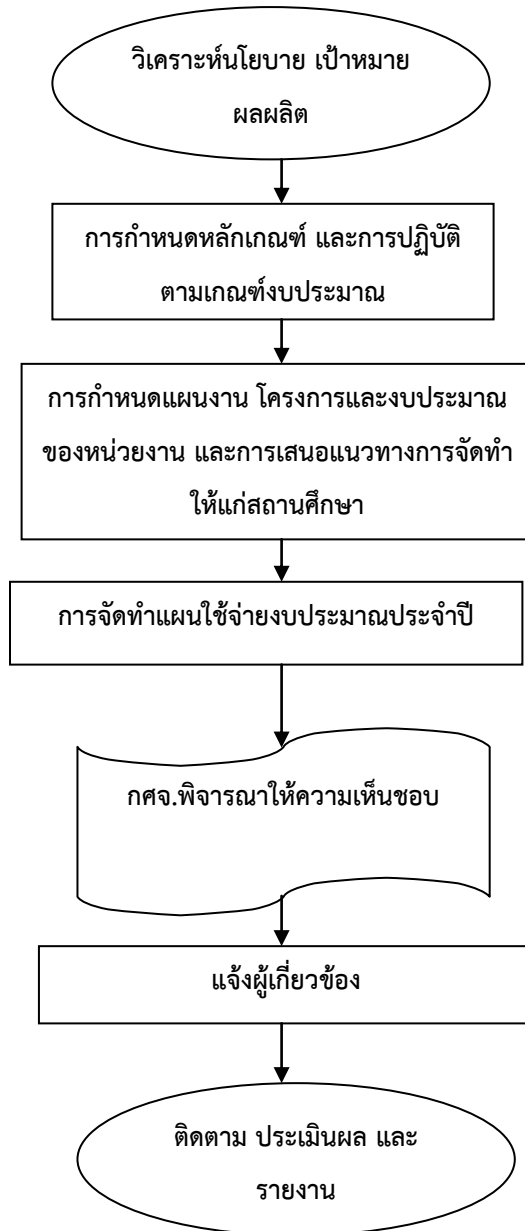 วิเคราะห์นโยบาย เป้าหมาย
ผลผลิต
การกำหนดหลักเกณฑ์ และการปฏิบัติ
ตามเกณฑ์งบประมาณ
การกำหนดแผนงาน โครงการและงบประมาณ
ของหน่วยงาน และการเสนอแนวทางการจัดทำ
ให้แก่สถานศึกษา
การจัดทำแผนใช้จ่ายงบประมาณประจำปี
กศจ.พิจารณาให้ความเห็นชอบ
แจ้งผู้เกี่ยวข้อง
ติดตาม ประเมินผล และ
รายงาน